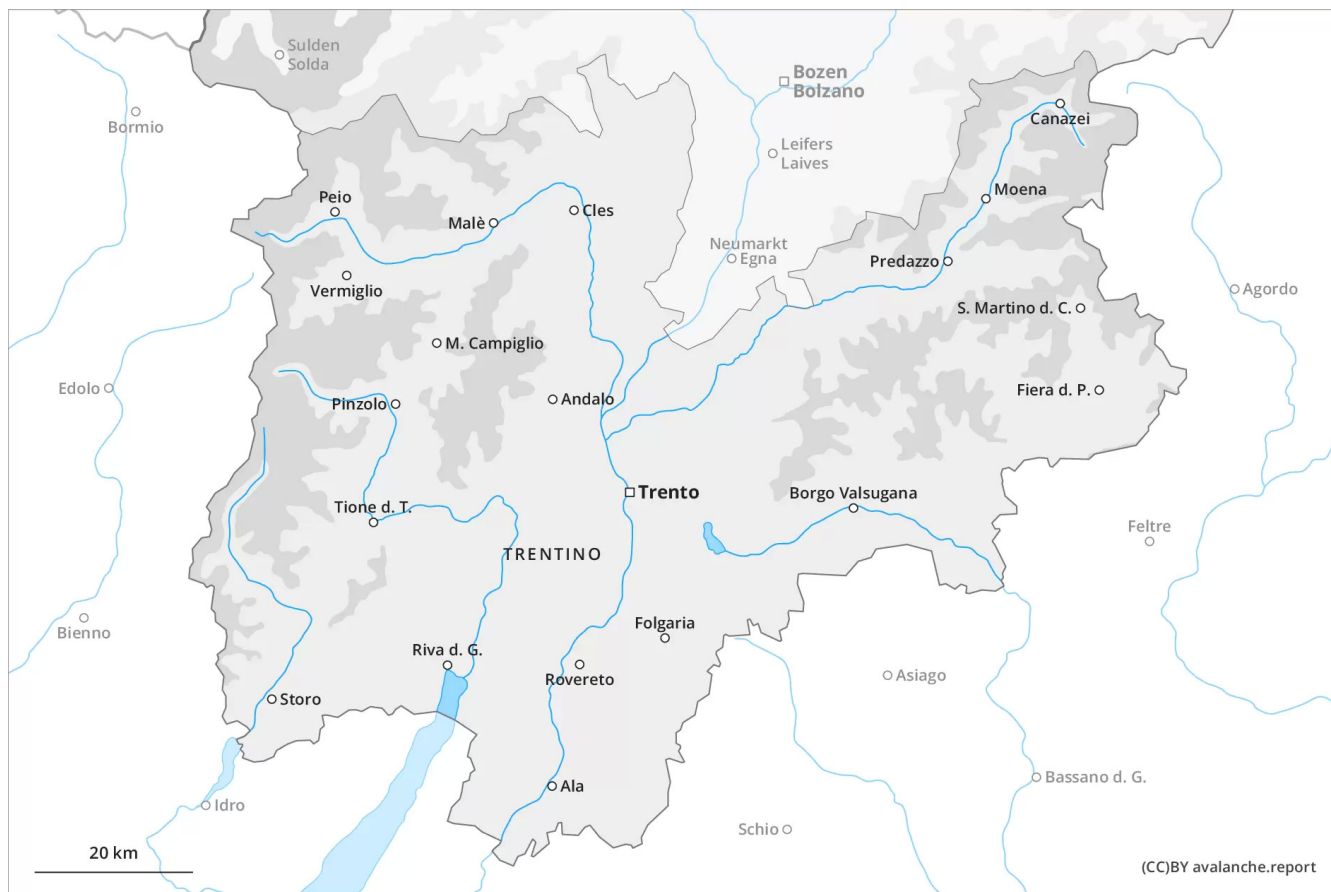 Sulden
Solda
Bozen
Bolzano
Bormio
Canazei
Leifers
Laives
Moena
Peio
Malè
Cles
Neumarkt
Egna
Predazzo
Vermiglio
Agordo
S. Martino d. C.
M. Campiglio
Edolo
Pinzolo
Andalo
Fiera d. P.
Trento
Borgo Valsugana
Tione d. T.
Feltre
TRENTINO
Bienno
Folgaria
Riva d. G.
Rovereto
Asiago
Storo
Bassano d. G.
Ala
Idro
Schio
20 km
(CC)BY avalanche.report